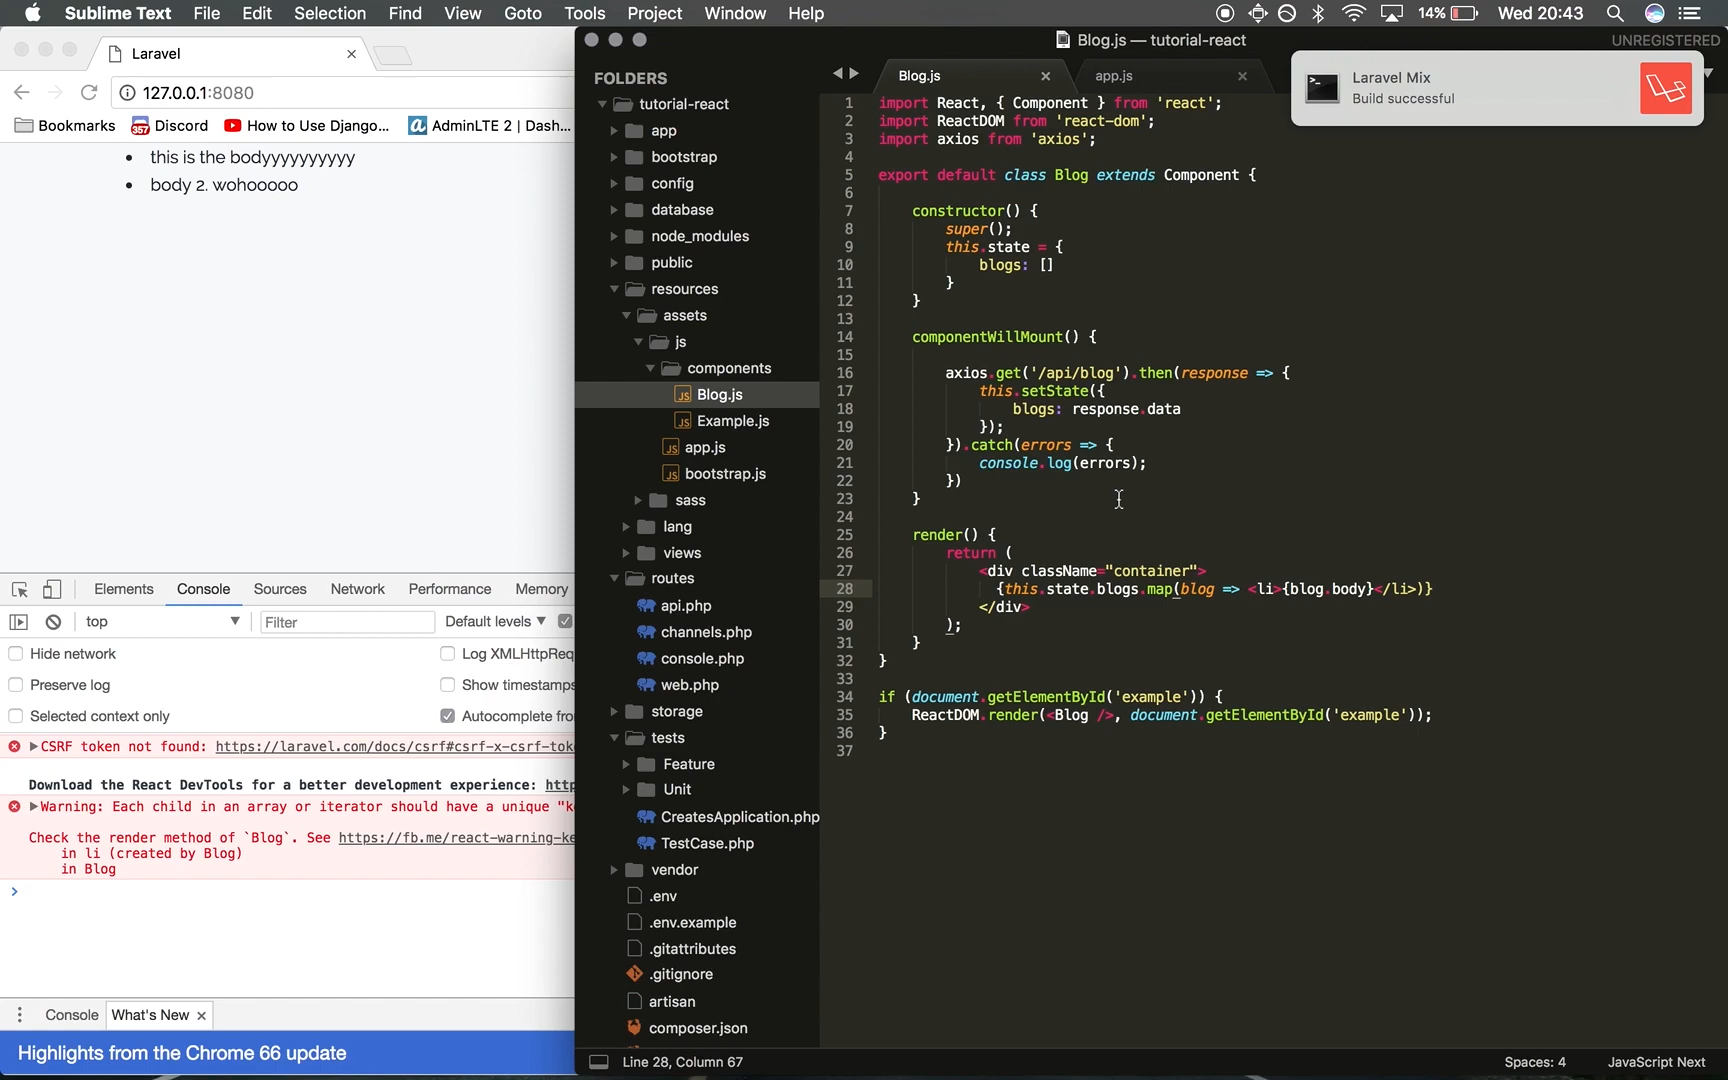 Sublime Text File Edit Selection Find View Goto Tools Project Window Help 14% Wed 20:43
Laravel
127.0.0.1:8080
Bookmarks 357 Discord How to Use Django... AdminLTE 2 | Dash...
this is the bodyyyyyyyyyy
body 2. wohooooo
Elements Console Sources Network Performance Memory
top Filter Default levels
Hide network Log XMLHttpReq
Preserve log Show timestamps
Selected context only Autocomplete fro
CSRF token not found: https://laravel.com/docs/csrf#csrf-x-csrf-tok
Download the React DevTools for a better development experience: http
Warning: Each child in an array or iterator should have a unique "k
Check the render method of `Blog`. See https://fb.me/react-warning-ke
in li (created by Blog)
in Blog
Console What's New
Highlights from the Chrome 66 update
Blog.js — tutorial-react UNREGISTERED
Laravel Mix
Build successful
FOLDERS
tutorial-react
app
bootstrap
config
database
node_modules
public
resources
assets
js
components
Blog.js
Example.js
app.js
bootstrap.js
sass
lang
views
routes
api.php
channels.php
console.php
web.php
storage
tests
Feature
Unit
CreatesApplication.php
TestCase.php
vendor
.env
.env.example
.gitattributes
.gitignore
artisan
composer.json
Blog.js app.js
1 import React, { Component } from 'react';
2 import ReactDOM from 'react-dom';
3 import axios from 'axios';
4
5 export default class Blog extends Component {
6
7 constructor() {
8 super();
9 this.state = {
10 blogs: []
11 }
12 }
13
14 componentWillMount() {
15
16 axios.get('/api/blog').then(response => {
17 this.setState({
18 blogs: response.data
19 });
20 }).catch(errors => {
21 console.log(errors);
22 })
23 }
24
25 render() {
26 return (
27 <div className="container">
28 {this.state.blogs.map(blog => <li>{blog.body}</li>)}
29 </div>
30 );
31 }
32 }
33
34 if (document.getElementById('example')) {
35 ReactDOM.render(<Blog />, document.getElementById('example'));
36 }
37
Line 28, Column 67 Spaces: 4 JavaScript Next